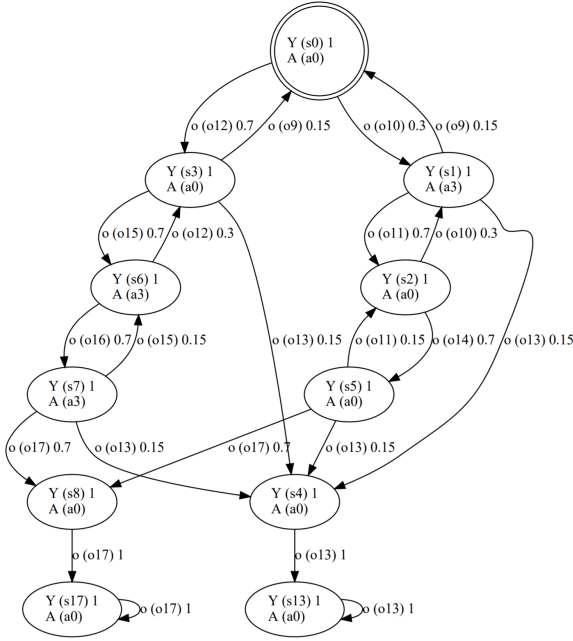 Y (s0) 1
A (a0)
o (o12) 0.7
o (o9) 0.15
o (o10) 0.3
o (o9) 0.15
Y (s3) 1
A (a0)
Y (s1) 1
A (a3)
o (o15) 0.7
o (o12) 0.3
o (o11) 0.7
o (o10) 0.3
Y (s6) 1
A (a3)
Y (s2) 1
A (a0)
o (o16) 0.7
o (o15) 0.15
o (o13) 0.15
o (o11) 0.15
o (o14) 0.7
o (o13) 0.15
Y (s7) 1
A (a3)
Y (s5) 1
A (a0)
o (o17) 0.7
o (o13) 0.15
o (o17) 0.7
o (o13) 0.15
Y (s8) 1
A (a0)
Y (s4) 1
A (a0)
o (o17) 1
o (o13) 1
Y (s17) 1
A (a0)
o (o17) 1
Y (s13) 1
A (a0)
o (o13) 1